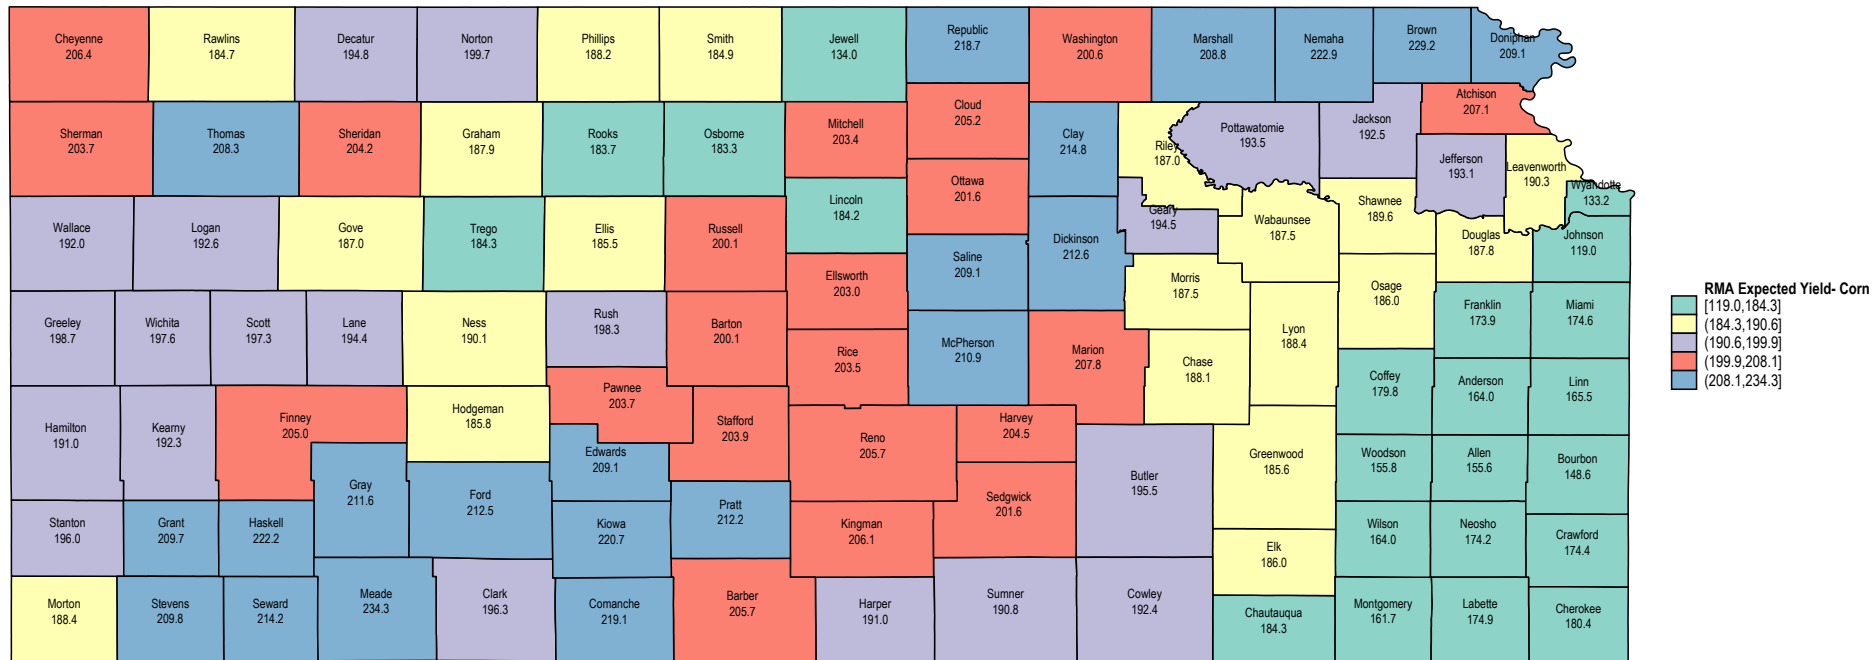 Cheyenne
206.4
Rawlins
184.7
Decatur
194.8
Norton
199.7
Phillips
188.2
Smith
184.9
Jewell
134.0
Republic
218.7
Washington
200.6
Marshall
208.8
Nemaha
222.9
Brown
229.2
Doniphan
209.1
Sherman
203.7
Thomas
208.3
Sheridan
204.2
Graham
187.9
Rooks
183.7
Osborne
183.3
Mitchell
203.4
Cloud
205.2
Clay
214.8
Riley
187.0
Pottawatomie
193.5
Jackson
192.5
Atchison
207.1
Jefferson
193.1
Leavenworth
190.3
Wyandotte
133.2
Wallace
192.0
Logan
192.6
Gove
187.0
Trego
184.3
Ellis
185.5
Russell
200.1
Lincoln
184.2
Ottawa
201.6
Saline
209.1
Dickinson
212.6
Geary
194.5
Wabaunsee
187.5
Shawnee
189.6
Douglas
187.8
Johnson
119.0
Ellsworth
203.0
Morris
187.5
Osage
186.0
Franklin
173.9
Miami
174.6
Greeley
198.7
Wichita
197.6
Scott
197.3
Lane
194.4
Ness
190.1
Rush
198.3
Barton
200.1
Rice
203.5
McPherson
210.9
Marion
207.8
Chase
188.1
Lyon
188.4
Coffey
179.8
Anderson
164.0
Linn
165.5
Hamilton
191.0
Kearny
192.3
Finney
205.0
Hodgeman
185.8
Pawnee
203.7
Stafford
203.9
Reno
205.7
Harvey
204.5
Gray
211.6
Ford
212.5
Edwards
209.1
Pratt
212.2
Sedgwick
201.6
Butler
195.5
Greenwood
185.6
Woodson
155.8
Allen
155.6
Bourbon
148.6
Stanton
196.0
Grant
209.7
Haskell
222.2
Kiowa
220.7
Kingman
206.1
Elk
186.0
Wilson
164.0
Neosho
174.2
Crawford
174.4
Morton
188.4
Stevens
209.8
Seward
214.2
Meade
234.3
Clark
196.3
Comanche
219.1
Barber
205.7
Harper
191.0
Sumner
190.8
Cowley
192.4
Chautauqua
184.3
Montgomery
161.7
Labette
174.9
Cherokee
180.4
RMA Expected Yield- Corn
[119.0,184.3]
(184.3,190.6]
(190.6,199.9]
(199.9,208.1]
(208.1,234.3]